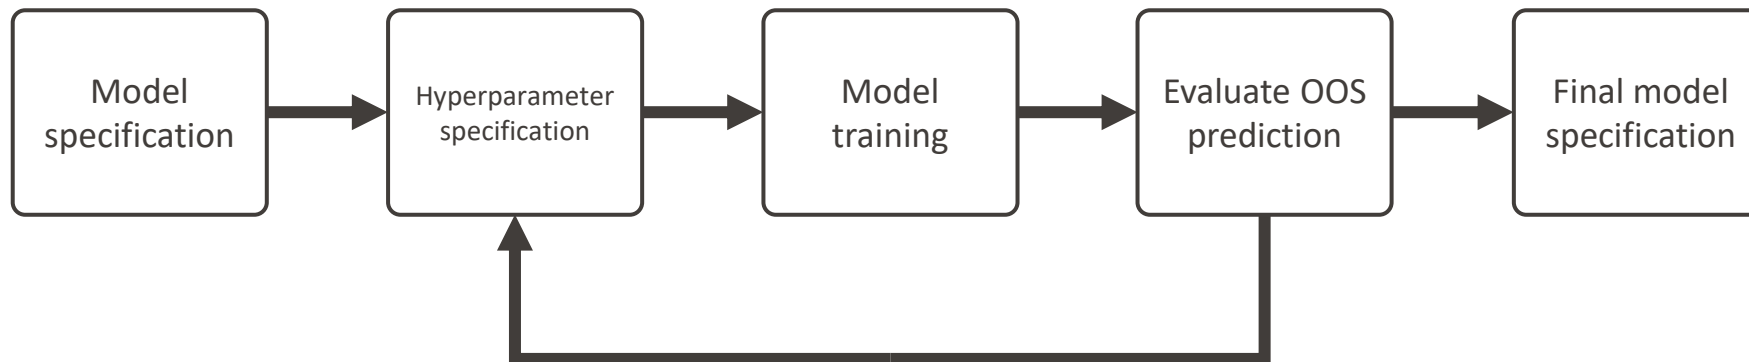 Model
specification
Hyperparameter
specification
Model
training
Evaluate OOS
prediction
Final model
specification